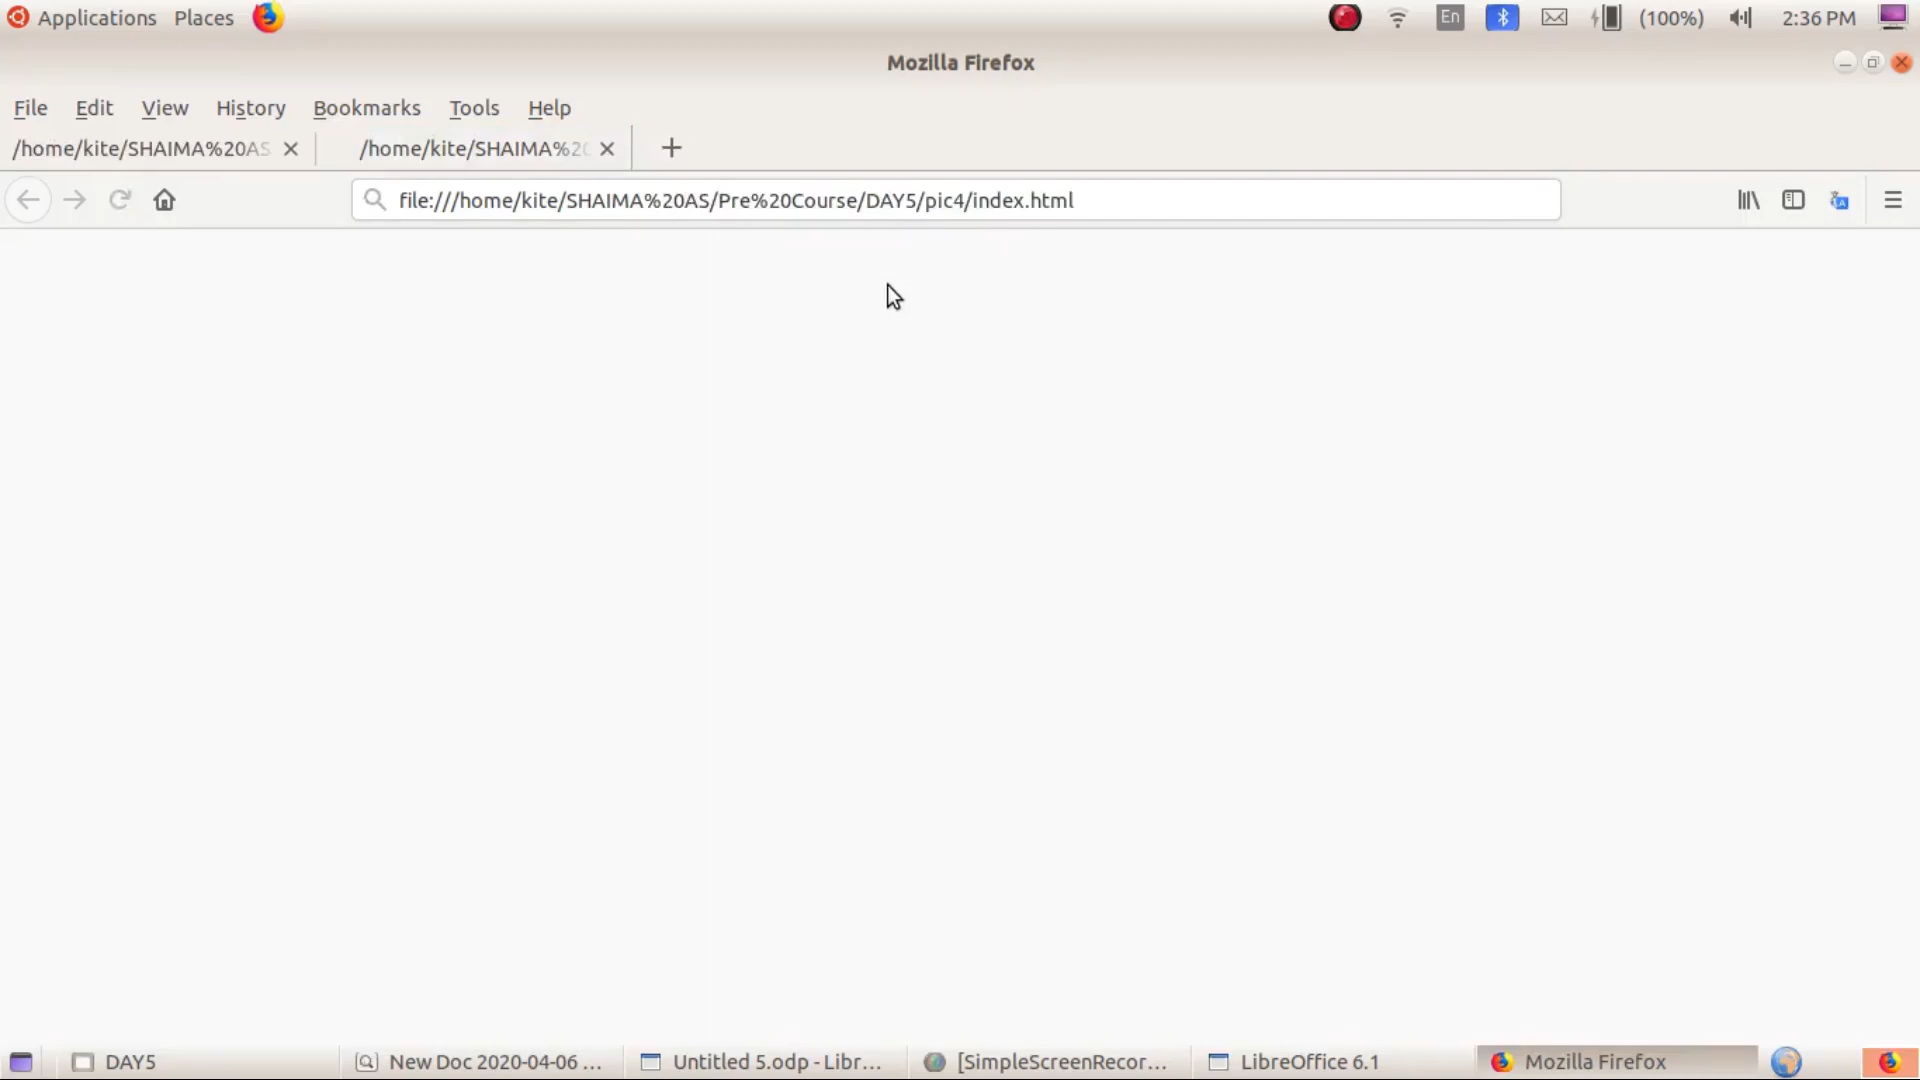 Applications Places En (100%) 2:36 PM
Mozilla Firefox
File Edit View History Bookmarks Tools Help
/home/kite/SHAIMA%20AS /home/kite/SHAIMA%20
file:///home/kite/SHAIMA%20AS/Pre%20Course/DAY5/pic4/index.html
DAY5 New Doc 2020-04-06 ... Untitled 5.odp - Libr... [SimpleScreenRecor... LibreOffice 6.1 Mozilla Firefox